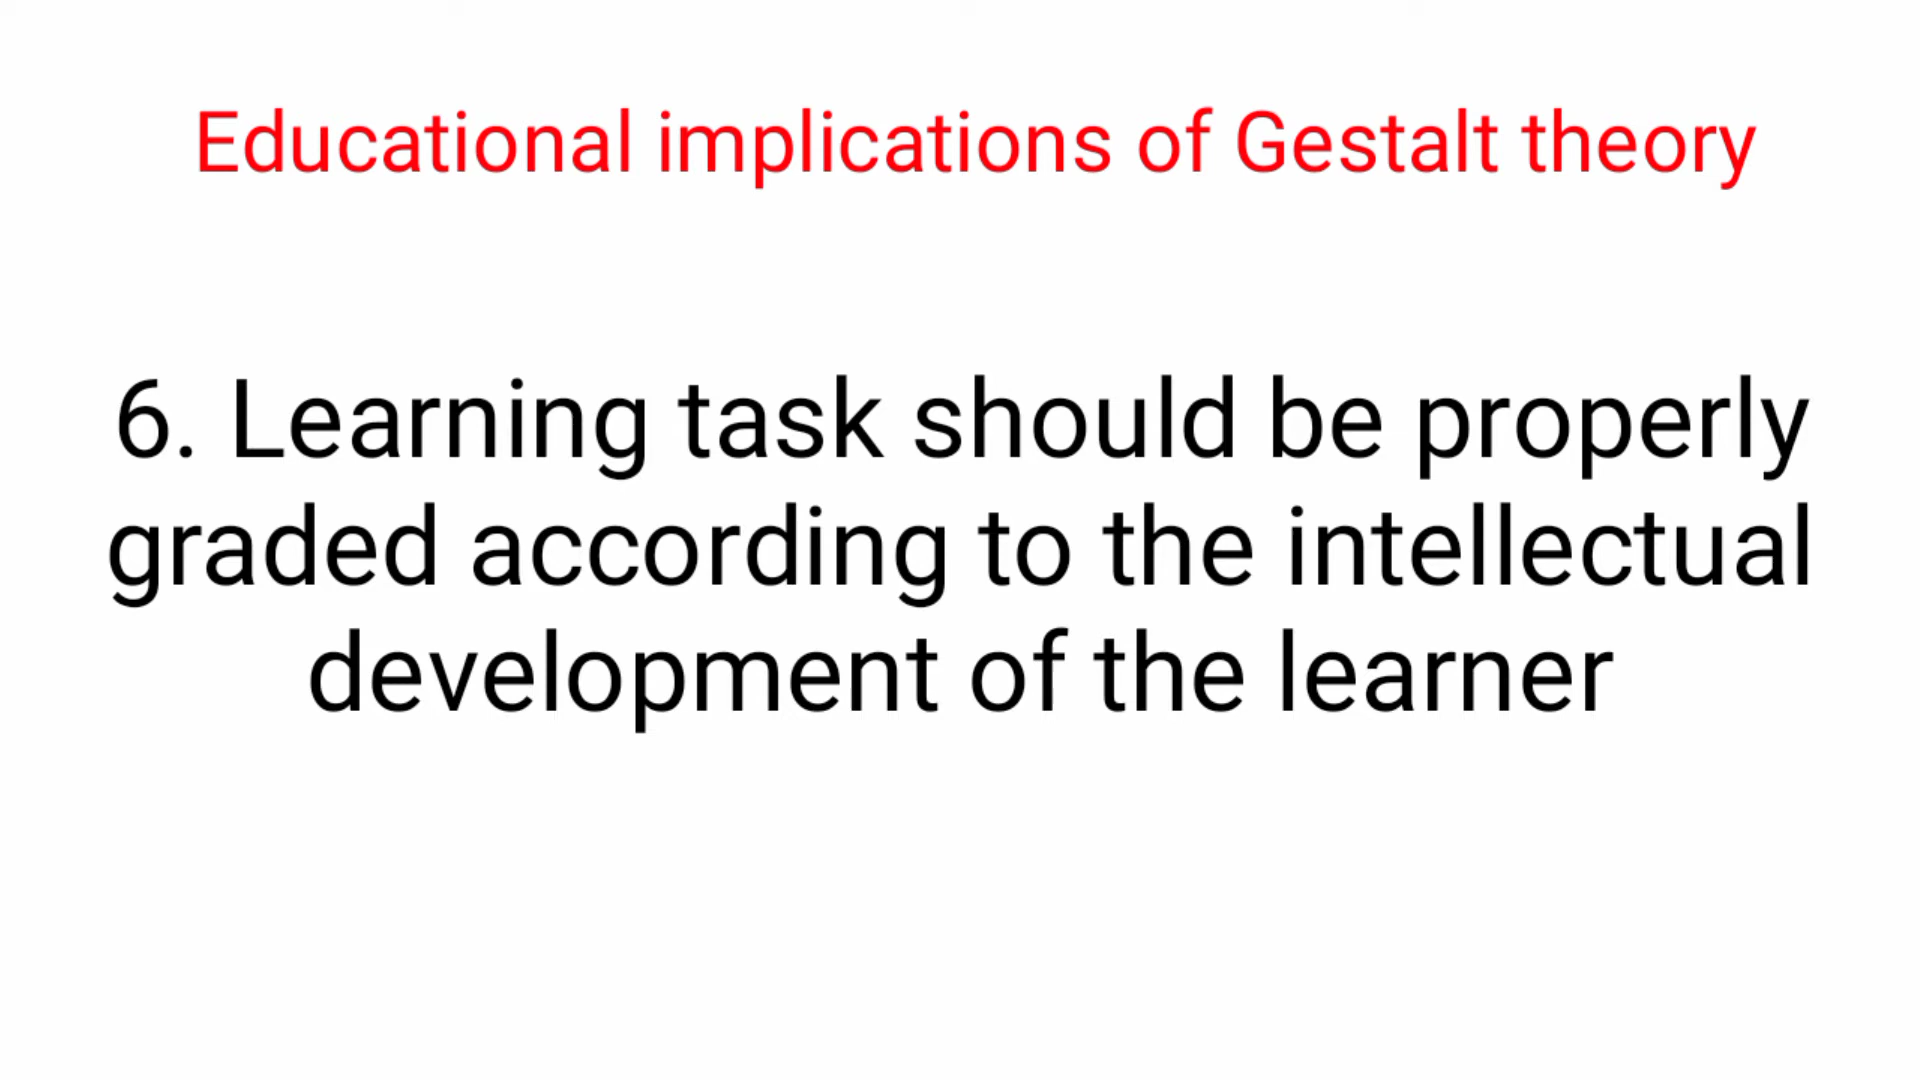 Educational implications of Gestalt theory
6. Learning task should be properly
graded according to the intellectual
development of the learner